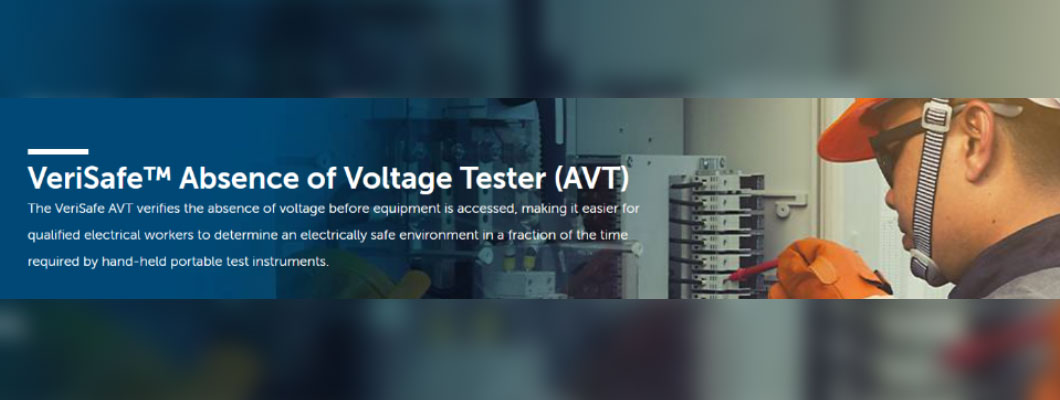 VeriSafe™ Absence of Voltage Tester (AVT)
The VeriSafe AVT verifies the absence of voltage before equipment is accessed, making it easier for
qualified electrical workers to determine an electrically safe environment in a fraction of the time
required by hand-held portable test instruments.